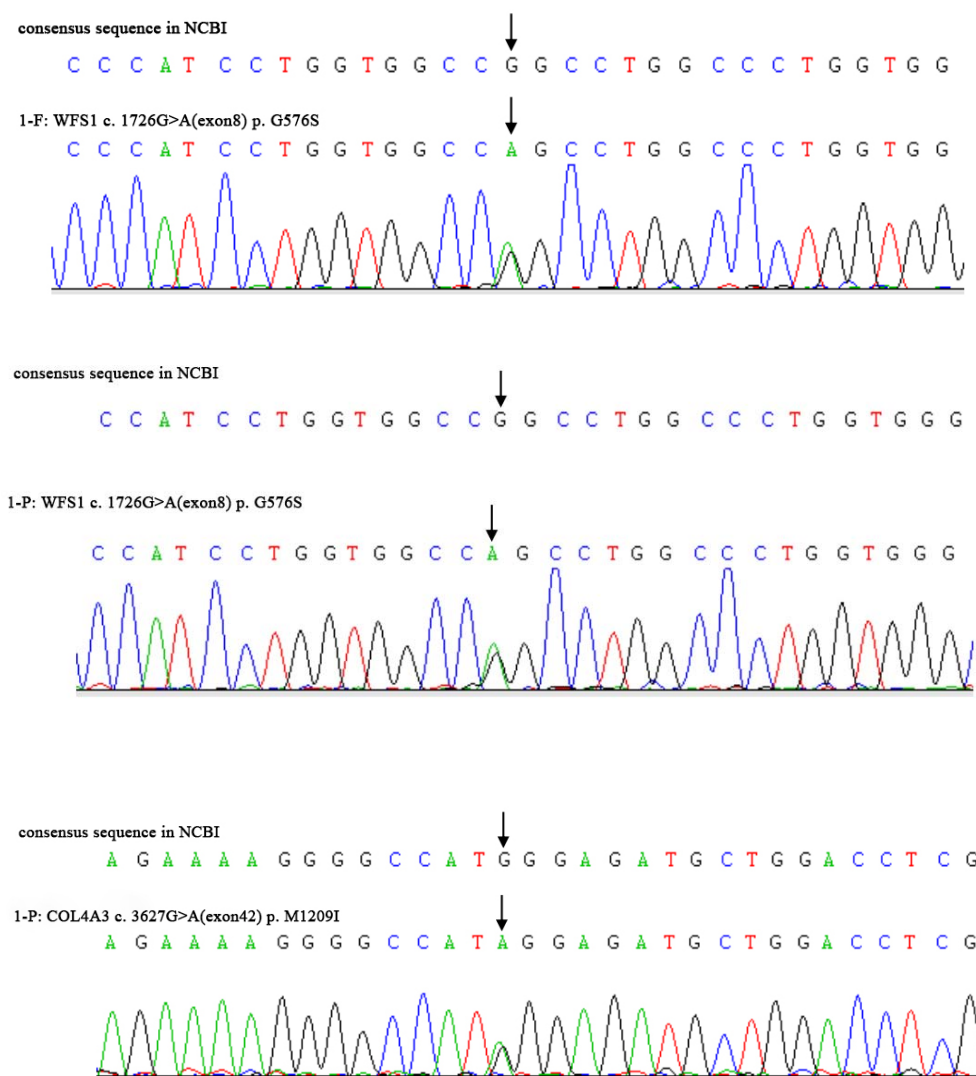 consensus sequence in NCBI
C C C A T C C T G G T G G C C G G C C T G G C C C T G G T G G
1-F: WFS1 c. 1726G>A(exon8) p. G576S
C C C A T C C T G G T G G C C A G C C T G G C C C T G G T G G
consensus sequence in NCBI
C C A T C C T G G T G G C C G G C C T G G C C C T G G T G G G
1-P: WFS1 c. 1726G>A(exon8) p. G576S
C C A T C C T G G T G G C C A G C C T G G C C C T G G T G G G
consensus sequence in NCBI
A G A A A A G G G G C C A T G G G A G A T G C T G G A C C T C G
1-P: COL4A3 c. 3627G>A(exon42) p. M1209I
A G A A A A G G G G C C A T A G G A G A T G C T G G A C C T C G